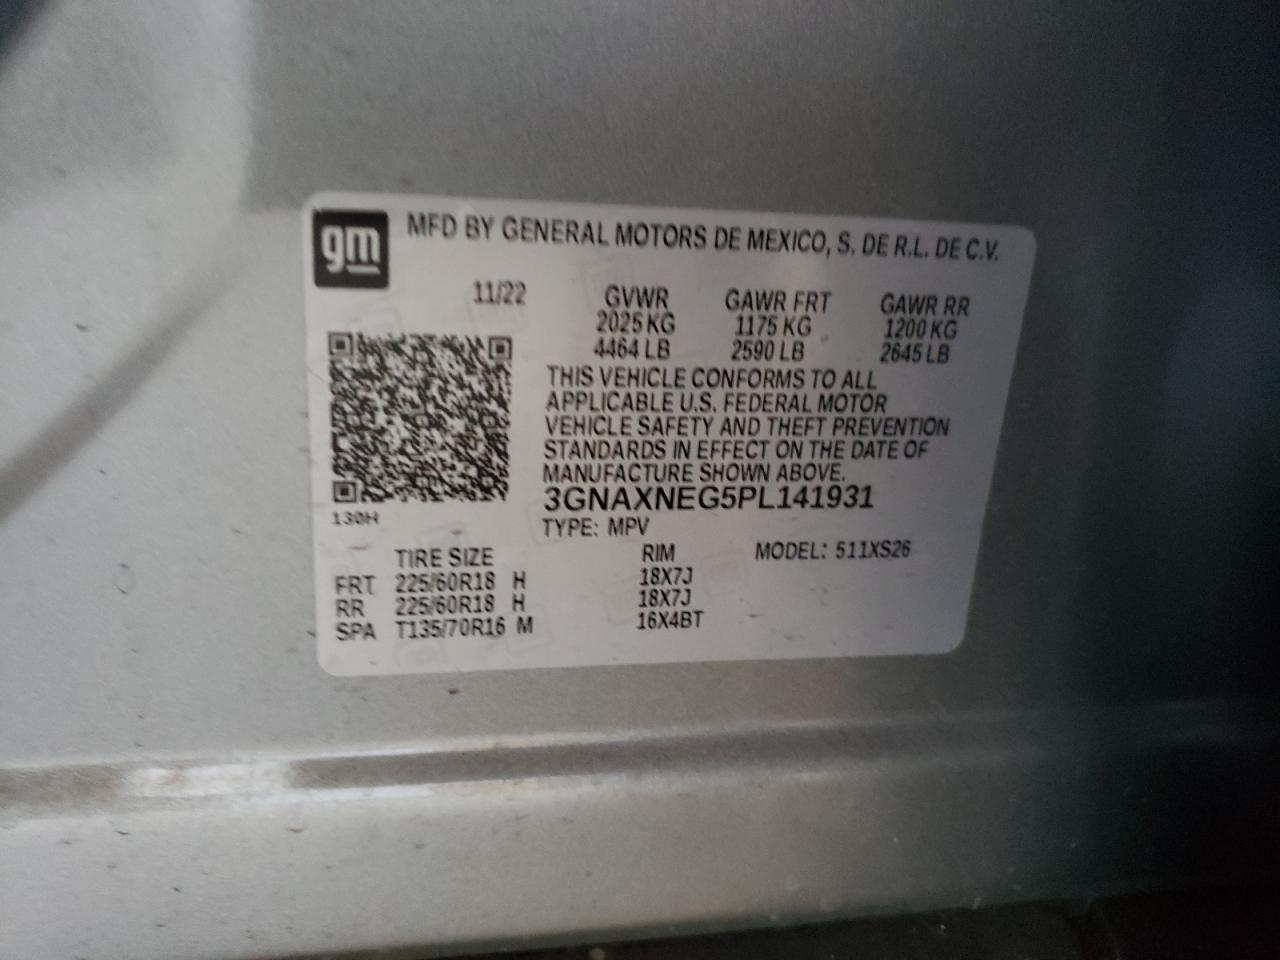 gm
MFD BY GENERAL MOTORS DE MEXICO, S. DE R.L. DE C.V.
11/22 GVWR GAWR FRT GAWR RR
2025 KG 1175 KG 1200 KG
4464 LB 2590 LB 2645 LB
THIS VEHICLE CONFORMS TO ALL
APPLICABLE U.S. FEDERAL MOTOR
VEHICLE SAFETY AND THEFT PREVENTION
STANDARDS IN EFFECT ON THE DATE OF
MANUFACTURE SHOWN ABOVE.
3GNAXNEG5PL141931
130H
TYPE: MPV
TIRE SIZE RIM MODEL: 511XS26
FRT 225/60R18 H 18X7J
RR 225/60R18 H 18X7J
SPA T135/70R16 M 16X4BT